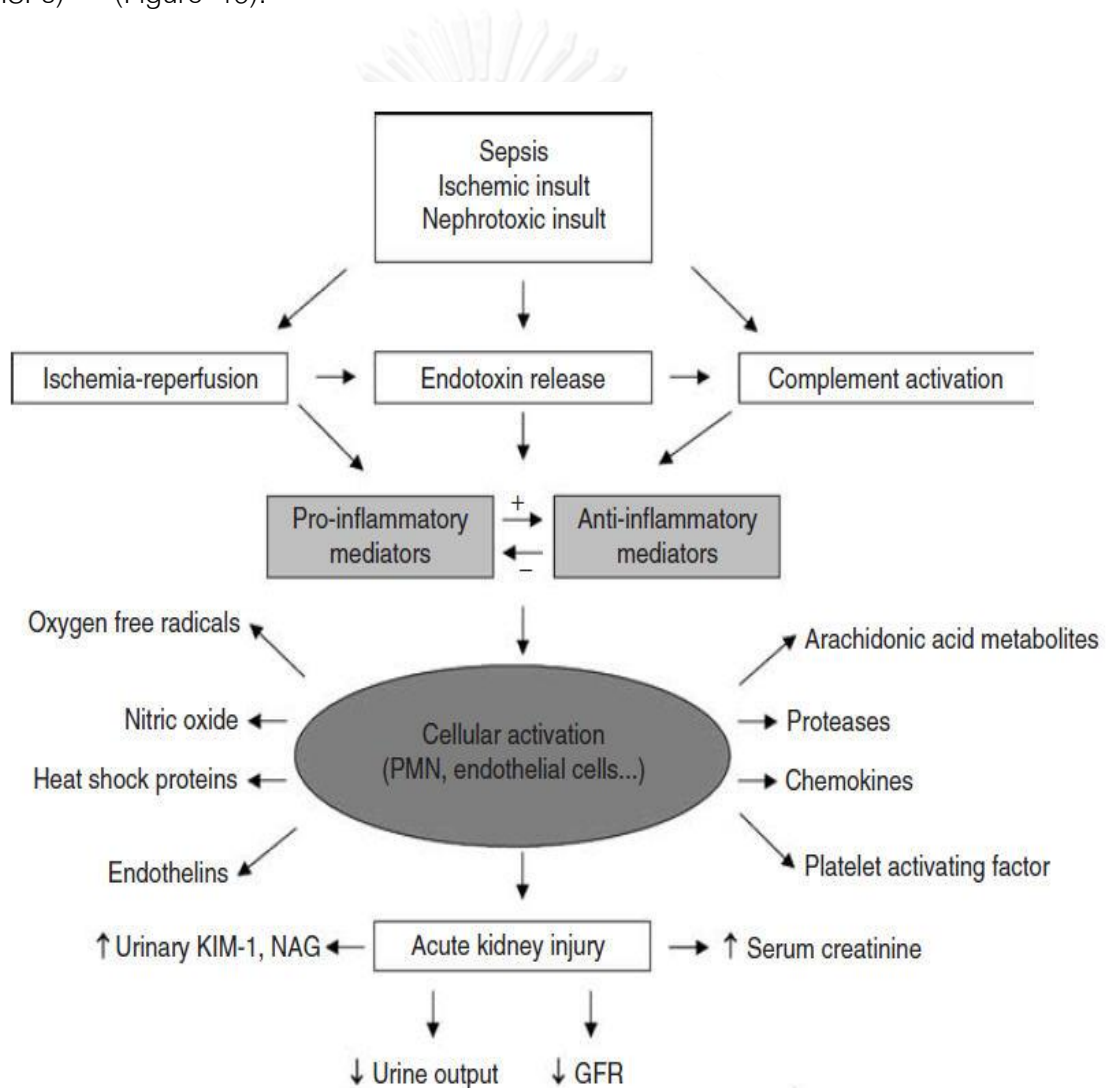 (Figure
Sepsis
Ischemic insult
Nephrotoxic insult
Ischemia-reperfusion
Endotoxin release
Complement activation
Pro-inflammatory
mediators
+
−
Anti-inflammatory
mediators
Oxygen free radicals
Arachidonic acid metabolites
Nitric oxide
Cellular activation
(PMN, endothelial cells...)
Proteases
Heat shock proteins
Chemokines
Endothelins
Platelet activating factor
↑ Urinary KIM-1, NAG
Acute kidney injury
↑ Serum creatinine
↓ Urine output
↓ GFR